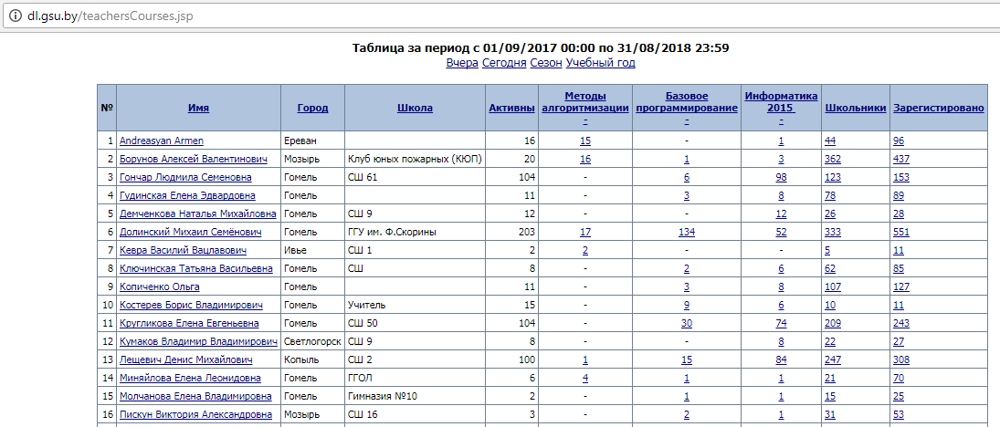 dl.gsu.by/teachersCourses.jsp
Таблица за период с 01/09/2017 00:00 по 31/08/2018 23:59
Вчера Сегодня Сезон Учебный год
№ Имя Город Школа Активны Методы алгоритмизации - Базовое программирование - Информатика 2015 - Школьники Зарегистировано
1 Andreasyan Armen Ереван 16 15 - 1 44 96
2 Борунов Алексей Валентинович Мозырь Клуб юных пожарных (КЮП) 20 16 1 3 362 437
3 Гончар Людмила Семеновна Гомель СШ 61 104 - 6 98 123 153
4 Гудинская Елена Эдвардовна Гомель 11 - 3 8 78 89
5 Демченкова Наталья Михайловна Гомель СШ 9 12 - - 12 26 28
6 Долинский Михаил Семёнович Гомель ГГУ им. Ф.Скорины 203 17 134 52 333 551
7 Кевра Василий Вацлавович Ивье СШ 1 2 2 - - 5 11
8 Ключинская Татьяна Васильевна Гомель СШ 8 - 2 6 62 85
9 Копиченко Ольга Гомель 11 - 3 8 107 127
10 Костерев Борис Владимирович Гомель Учитель 15 - 9 6 10 11
11 Кругликова Елена Евгеньевна Гомель СШ 50 104 - 30 74 209 243
12 Кумаков Владимир Владимирович Светлогорск СШ 9 8 - - 8 22 27
13 Лещевич Денис Михайлович Копыль СШ 2 100 1 15 84 247 308
14 Миняйлова Елена Леонидовна Гомель ГГОЛ 6 4 1 1 21 70
15 Молчанова Елена Владимировна Гомель Гимназия №10 2 - 1 1 15 25
16 Пискун Виктория Александровна Мозырь СШ 16 3 - 2 1 31 53